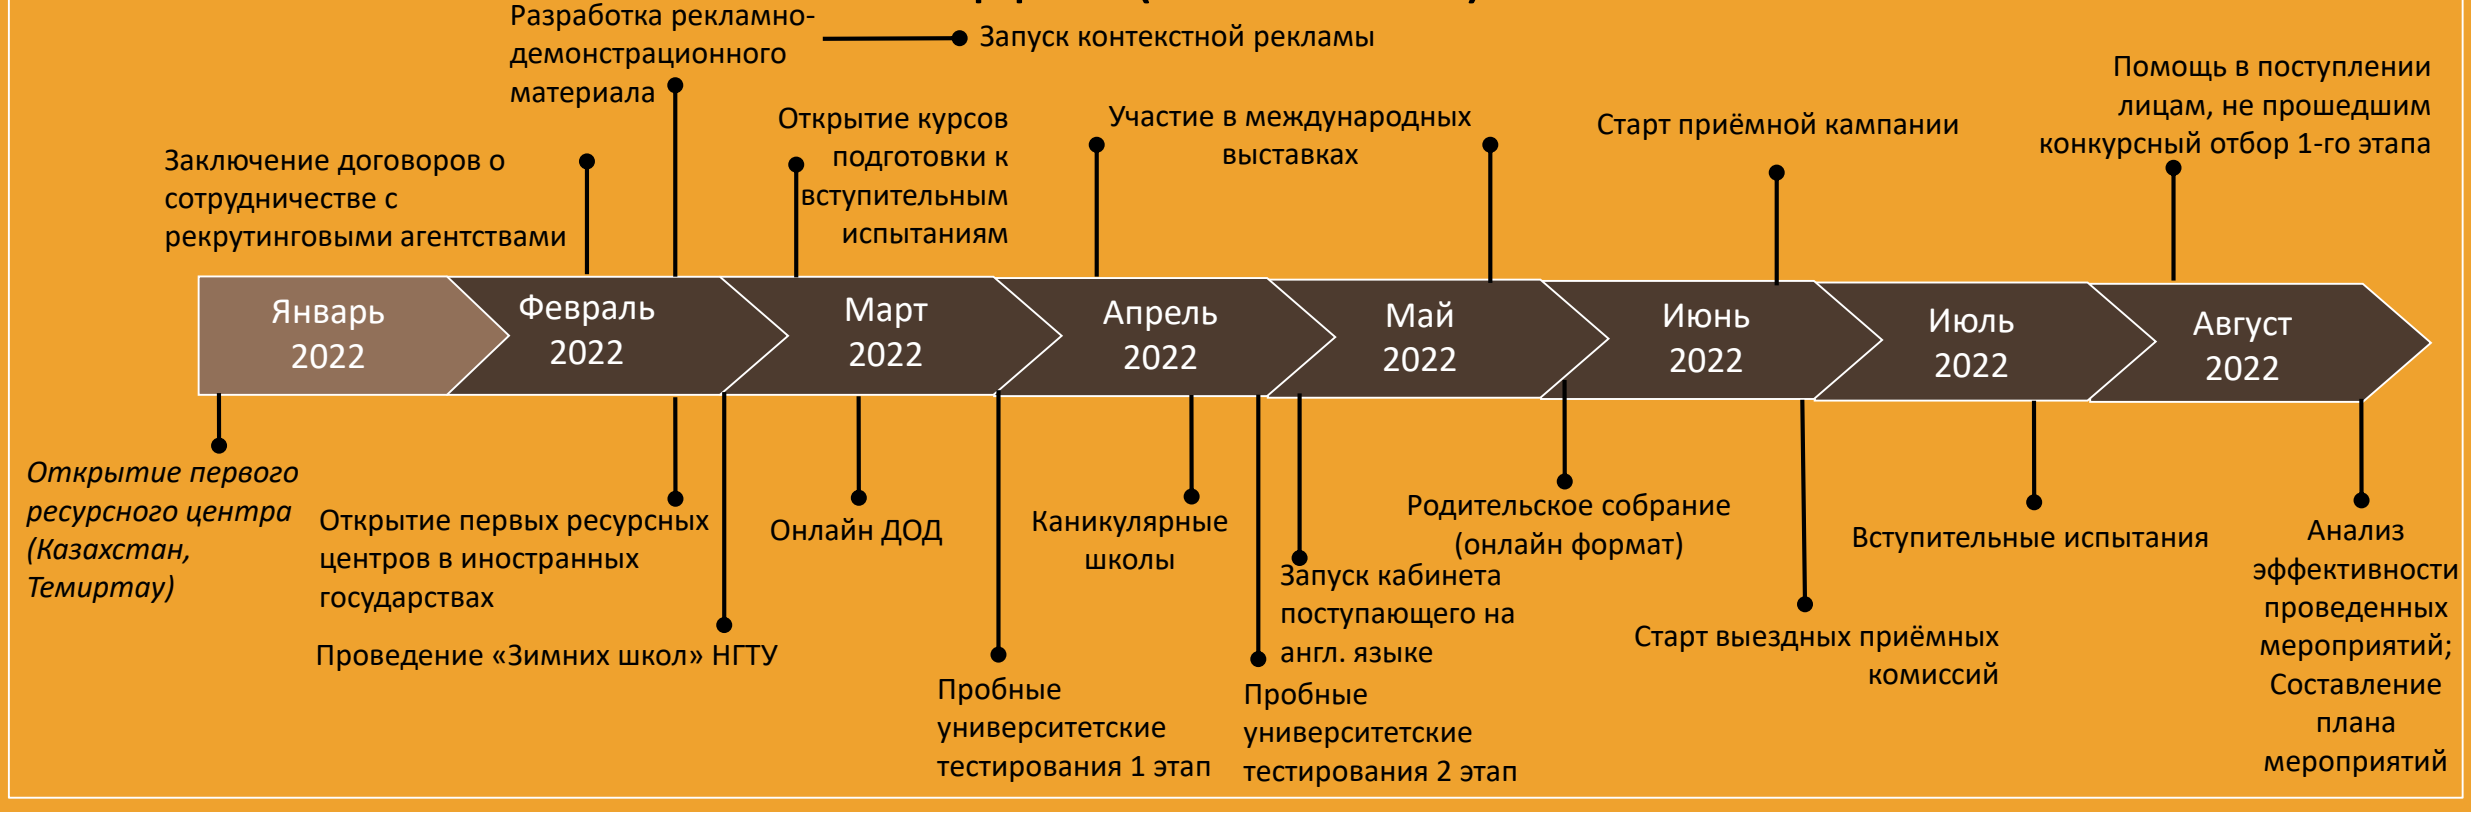 Разработка рекламно-
демонстрационного
материала
Запуск контекстной рекламы
Заключение договоров о
сотрудничестве с
рекрутинговыми агентствами
Открытие курсов
подготовки к
вступительным
испытаниям
Участие в международных
выставках
Старт приёмной кампании
Помощь в поступлении
лицам, не прошедшим
конкурсный отбор 1-го этапа
Январь
2022
Февраль
2022
Март
2022
Апрель
2022
Май
2022
Июнь
2022
Июль
2022
Август
2022
Открытие первого
ресурсного центра
(Казахстан,
Темиртау)
Открытие первых ресурсных
центров в иностранных
государствах
Проведение «Зимних школ» НГТУ
Онлайн ДОД
Пробные
университетские
тестирования 1 этап
Каникулярные
школы
Пробные
университетские
тестирования 2 этап
Запуск кабинета
поступающего на
англ. языке
Родительское собрание
(онлайн формат)
Старт выездных приёмных
комиссий
Вступительные испытания
Анализ
эффективности
проведенных
мероприятий;
Составление
плана
мероприятий